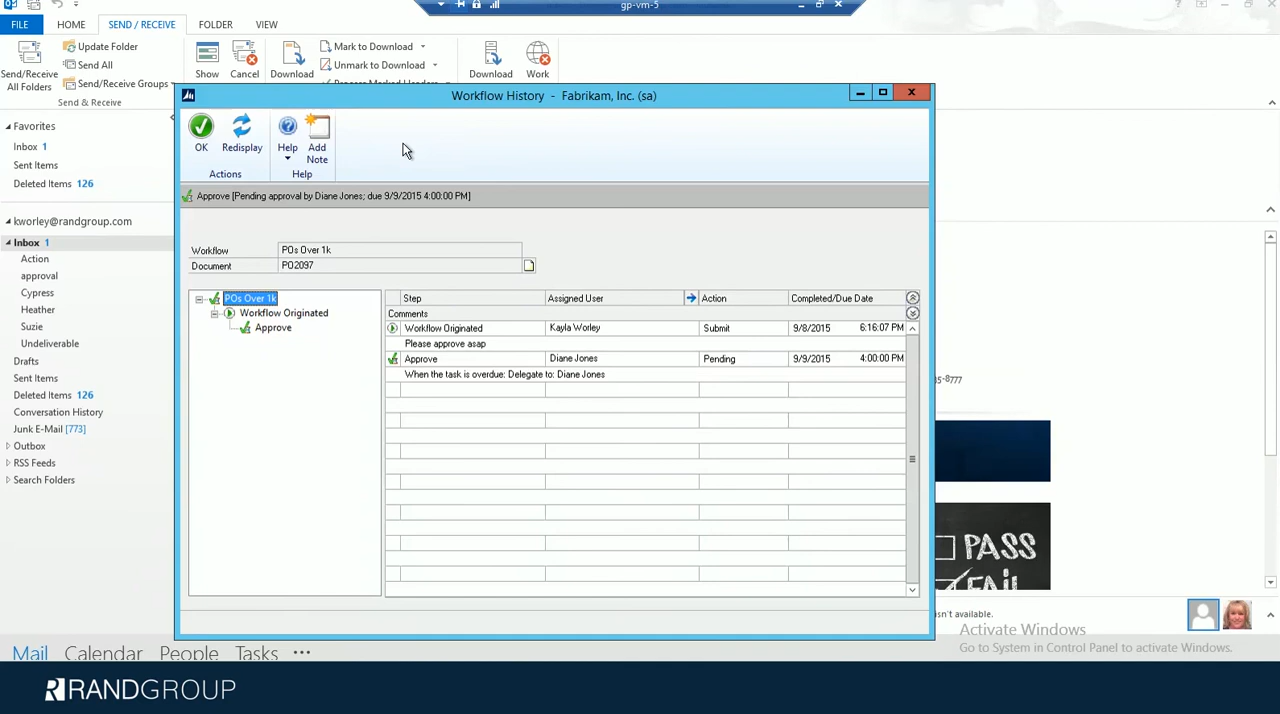 gp-vm-5
FILE HOME SEND / RECEIVE FOLDER VIEW
Send/Receive All Folders
Update Folder
Send All
Send/Receive Groups
Send & Receive
Show
Cancel
Download
Mark to Download
Unmark to Download
Download
Work
Favorites
Inbox 1
Sent Items
Deleted Items 126
kworley@randgroup.com
Inbox 1
Action
approval
Cypress
Heather
Suzie
Undeliverable
Drafts
Sent Items
Deleted Items 126
Conversation History
Junk E-Mail [773]
Outbox
RSS Feeds
Search Folders
Workflow History - Fabrikam, Inc. (sa)
OK
Redisplay
Help
Add Note
Actions
Help
Approve [Pending approval by Diane Jones; due 9/9/2015 4:00:00 PM]
Workflow POs Over 1k
Document PO2097
POs Over 1k
Workflow Originated
Approve
Step Assigned User Action Completed/Due Date
Comments
Workflow Originated Kayla Worley Submit 9/8/2015 6:16:07 PM
Please approve asap
Approve Diane Jones Pending 9/9/2015 4:00:00 PM
When the task is overdue: Delegate to: Diane Jones
-8777
PASS
FAIL
isn't available.
Activate Windows
Go to System in Control Panel to activate Windows.
Mail Calendar People Tasks •••
RANDGROUP